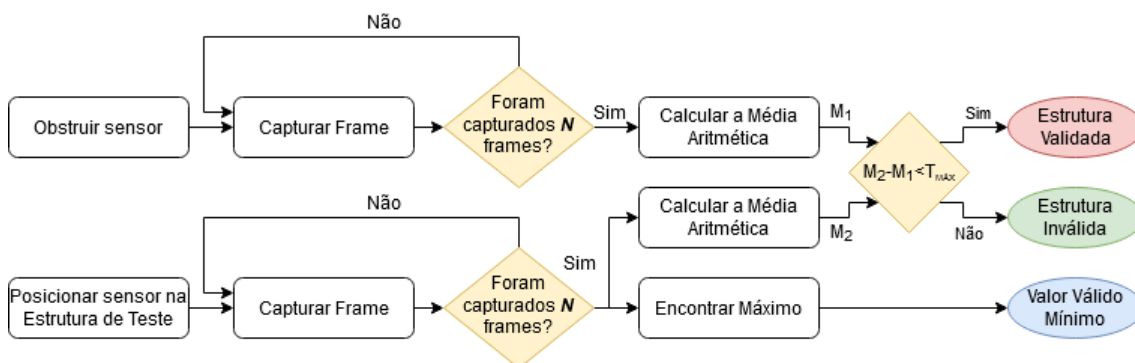 Não
Obstruir sensor
Capturar Frame
Foram
capturados N
frames?
Sim
Calcular a Média
Aritmética
M1
M2-M1<TMÁX
Sim
Estrutura
Validada
Não
Estrutura
Inválida
Calcular a Média
Aritmética
M2
Não
Posicionar sensor na
Estrutura de Teste
Capturar Frame
Foram
capturados N
frames?
Sim
Encontrar Máximo
Valor Válido
Mínimo